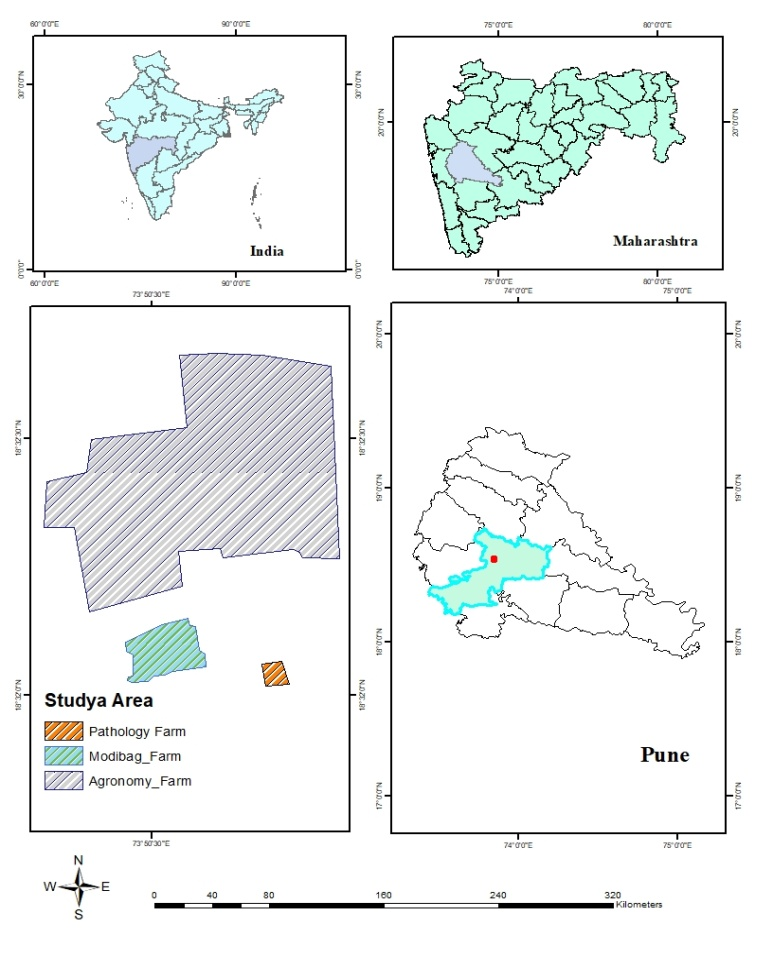 60°0'0"E 90°0'0"E
75°0'0"E 80°0'0"E
30°0'0"N 30°0'0"N
20°0'0"N 20°0'0"N
India
Maharashtra
0°0'0" 0°0'0"
60°0'0"E 90°0'0"E
75°0'0"E 80°0'0"E
73°50'30"E
74°0'0"E 75°0'0"E
20°0'0"N 20°0'0"N
18°32'30"N 18°32'30"N
19°0'0"N 19°0'0"N
18°0'0"N 18°0'0"N
18°32'0"N 18°32'0"N
Studya Area
Pathology Farm
Modibag_Farm
Agronomy_Farm
Pune
17°0'0"N 17°0'0"N
73°50'30"E
74°0'0"E 75°0'0"E
N
W E
S
0 40 80 160 240 320
Kilometers